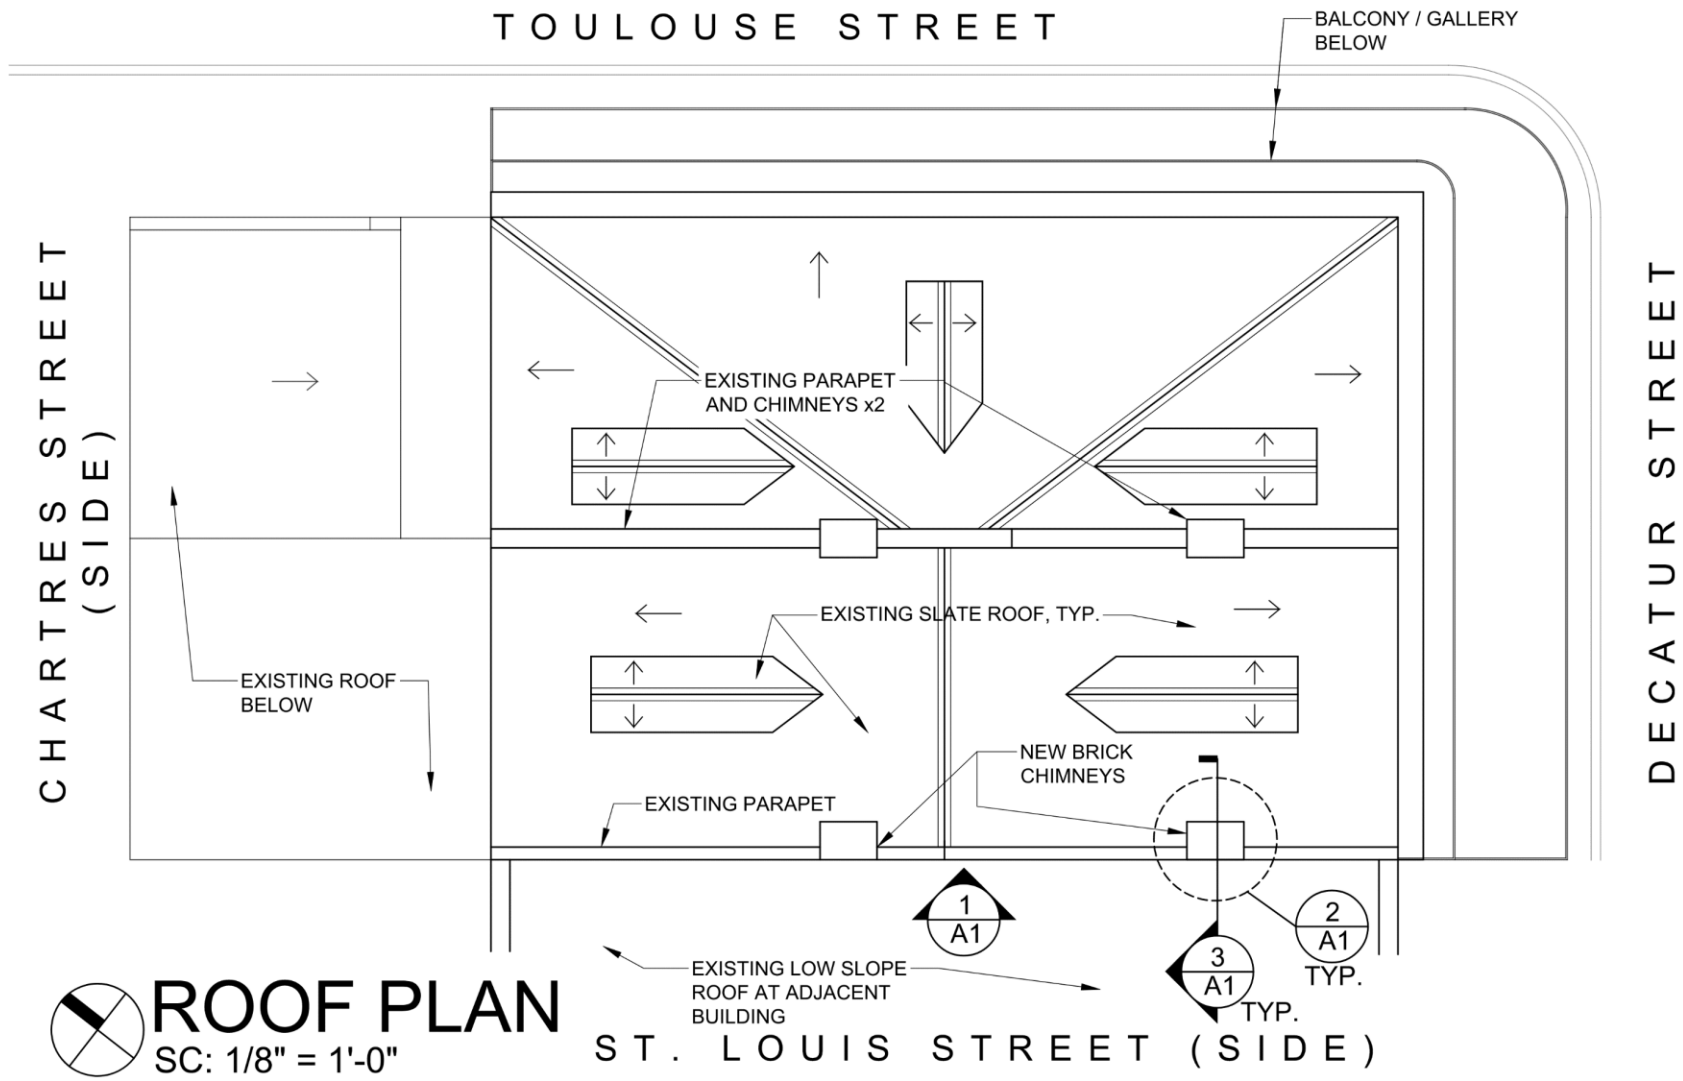 TOULOUSE STREET
BALCONY / GALLERY
BELOW
CHARTRES STREET
(SIDE)
DECATUR STREET
EXISTING PARAPET
AND CHIMNEYS x2
EXISTING SLATE ROOF, TYP.
EXISTING ROOF
BELOW
NEW BRICK
CHIMNEYS
EXISTING PARAPET
1
A1
2
A1
TYP.
3
A1
TYP.
EXISTING LOW SLOPE
ROOF AT ADJACENT
BUILDING
ROOF PLAN
SC: 1/8" = 1'-0"
ST. LOUIS STREET (SIDE)